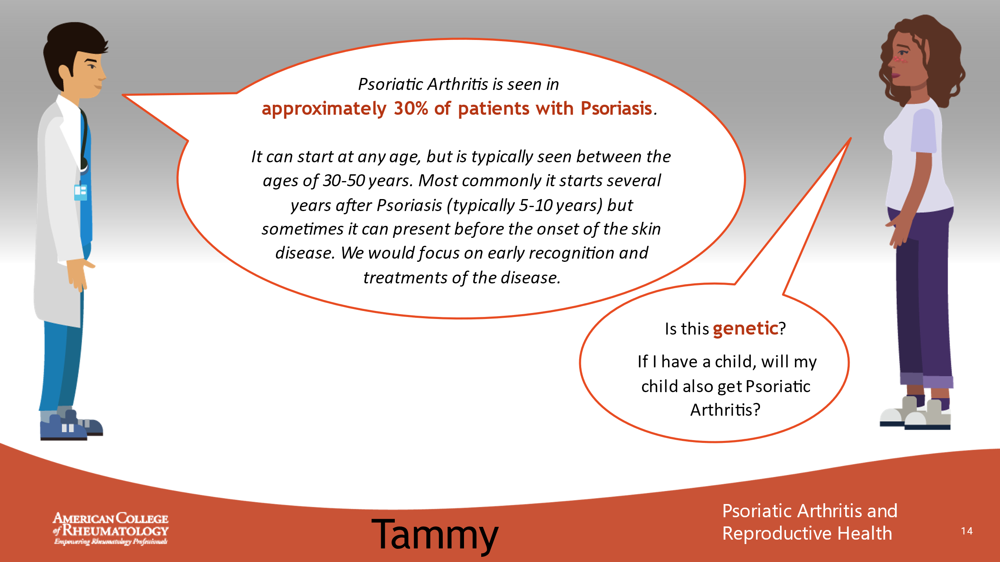 Psoriatic Arthritis is seen in
approximately 30% of patients with Psoriasis.
It can start at any age, but is typically seen between the
ages of 30-50 years. Most commonly it starts several
years after Psoriasis (typically 5-10 years) but
sometimes it can present before the onset of the skin
disease. We would focus on early recognition and
treatments of the disease.
Is this genetic?
If I have a child, will my
child also get Psoriatic
Arthritis?
AMERICAN COLLEGE
of RHEUMATOLOGY
Empowering Rheumatology Professionals
Tammy
Psoriatic Arthritis and
Reproductive Health
14